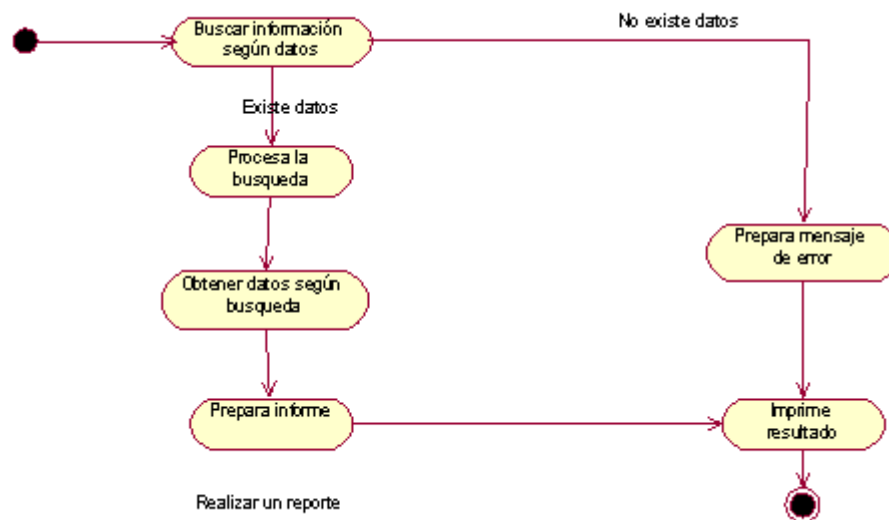 Buscar información
según datos
No existe datos
Existe datos
Procesa la
busqueda
Prepara mensaje
de error
Obtener datos según
busqueda
Prepara informe
Imprime
resultado
Realizar un reporte